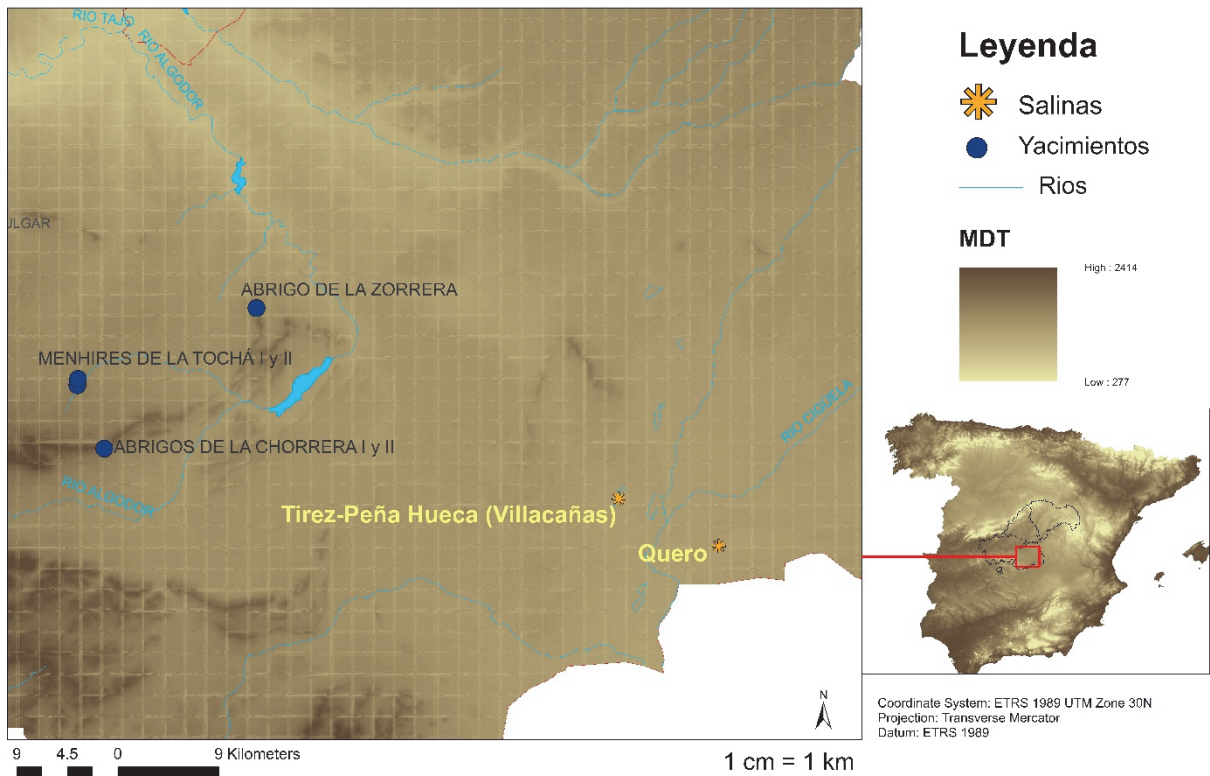 RIO TAJO
RIO ALGODOR
ULGAR
ABRIGO DE LA ZORRERA
MENHIRES DE LA TOCHÁ I y II
ABRIGOS DE LA CHORRERA I y II
RIO ALGODOR
RIO CIGUELA
Tirez-Peña Hueca (Villacañas)
Quero
N
9 4.5 0 9 Kilometers
1 cm = 1 km
Leyenda
Salinas
Yacimientos
Rios
MDT
High : 2414
Low : 277
Coordinate System: ETRS 1989 UTM Zone 30N
Projection: Transverse Mercator
Datum: ETRS 1989